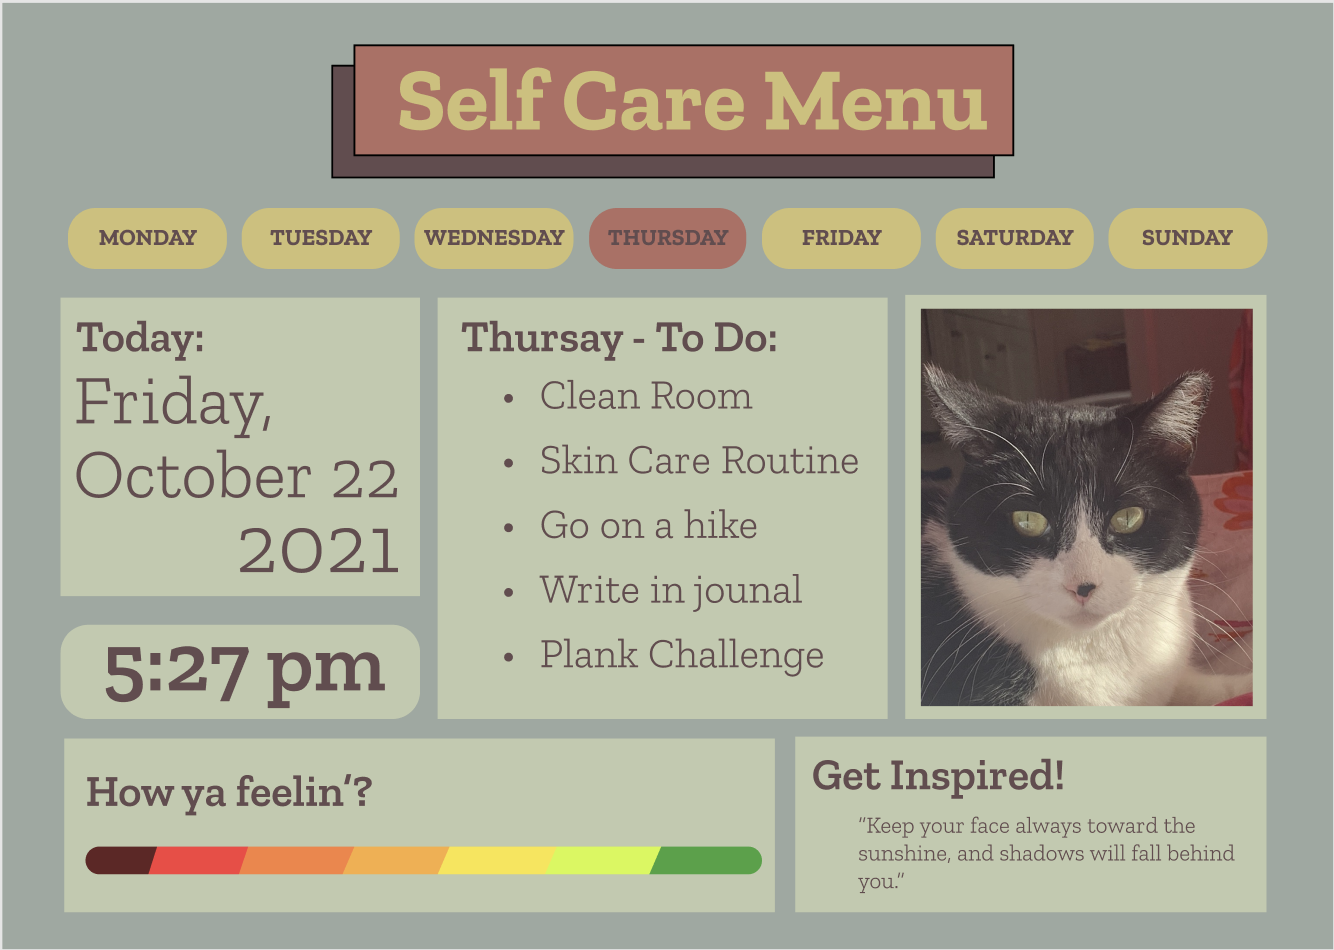 Self Care Menu
MONDAY TUESDAY WEDNESDAY THURSDAY FRIDAY SATURDAY SUNDAY
Today:
Friday,
October 22
2021
5:27 pm
Thursay - To Do:
• Clean Room
• Skin Care Routine
• Go on a hike
• Write in jounal
• Plank Challenge
How ya feelin’?
Get Inspired!
“Keep your face always toward the
sunshine, and shadows will fall behind
you.”